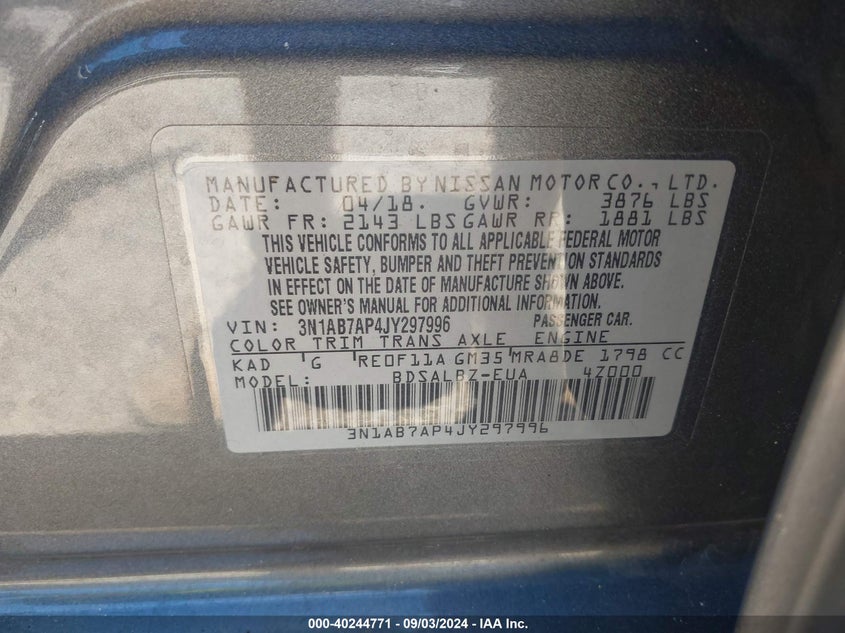 MANUFACTURED BY NISSAN MOTOR CO., LTD.
DATE: 04/18. GVWR: 3876 LBS
GAWR FR: 2143 LBS GAWR RR: 1881 LBS
THIS VEHICLE CONFORMS TO ALL APPLICABLE FEDERAL MOTOR
VEHICLE SAFETY, BUMPER AND THEFT PREVENTION STANDARDS
IN EFFECT ON THE DATE OF MANUFACTURE SHOWN ABOVE.
SEE OWNER'S MANUAL FOR ADDITIONAL INFORMATION.
VIN: 3N1AB7AP4JY297996 PASSENGER CAR.
COLOR TRIM TRANS AXLE ENGINE
KAD G RE0F11A GM35 MRA8DE 1798 CC
MODEL: BDSALBZ-EUA 4Z000
3N1AB7AP4JY297996
000-40244771 - 09/03/2024 - IAA Inc.